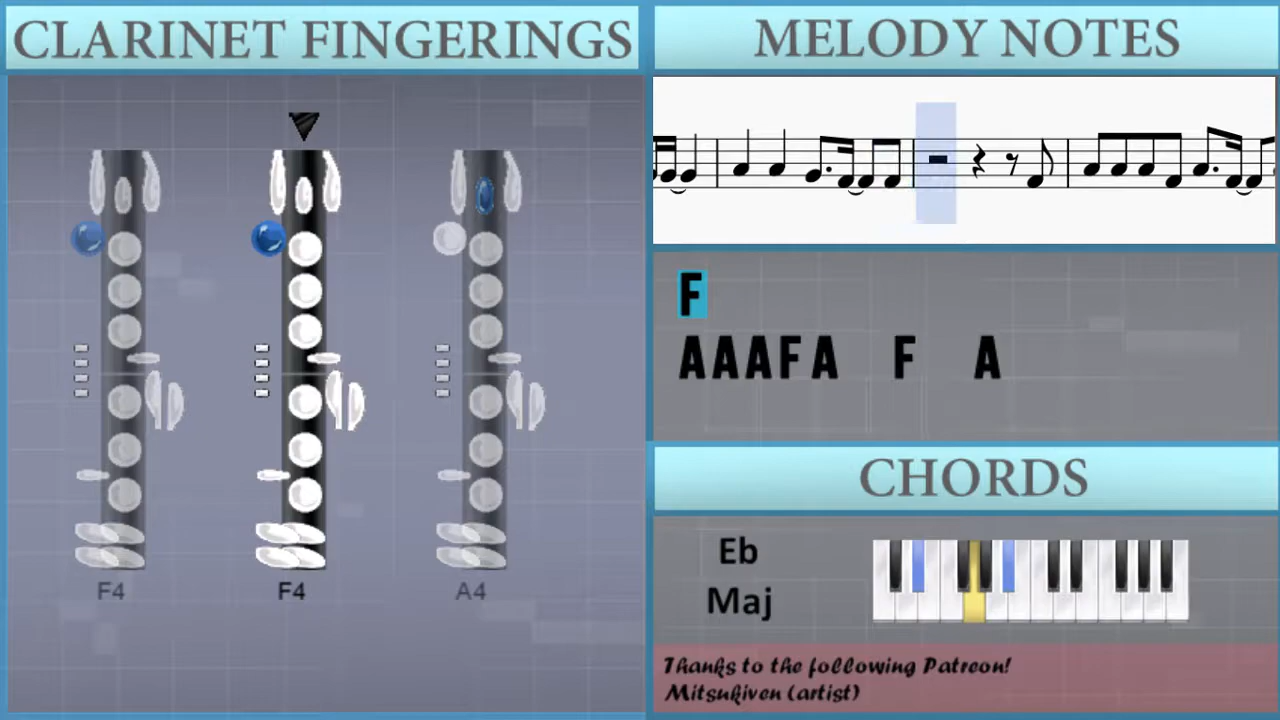 CLARINET FINGERINGS
F4
F4
A4
MELODY NOTES
F
AAAFA F A
CHORDS
Eb
Maj
Thanks to the following Patreon!
Mitsukiven (artist)